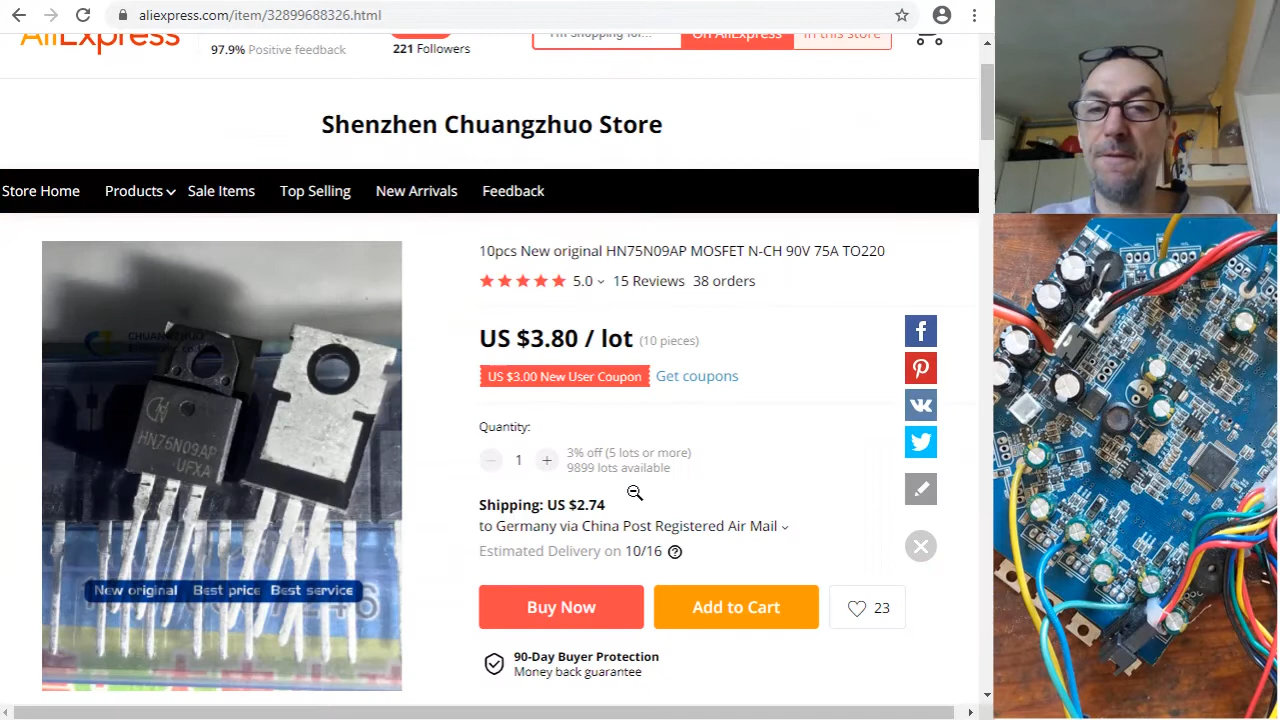 aliexpress.com/item/32899688326.html
AliExpress
97.9% Positive feedback
221 Followers
I'm shopping for...
On AliExpress
In this store
Shenzhen Chuangzhuo Store
Store Home
Products
Sale Items
Top Selling
New Arrivals
Feedback
10pcs New original HN75N09AP MOSFET N-CH 90V 75A TO220
5.0
15 Reviews
38 orders
US $3.80 / lot (10 pieces)
US $3.00 New User Coupon
Get coupons
Quantity:
1
3% off (5 lots or more)
9899 lots available
Shipping: US $2.74
to Germany via China Post Registered Air Mail
Estimated Delivery on 10/16
Buy Now
Add to Cart
23
90-Day Buyer Protection
Money back guarantee
CHUANGZHUO
HN75N09AP
UFXA
New original Best price Best service